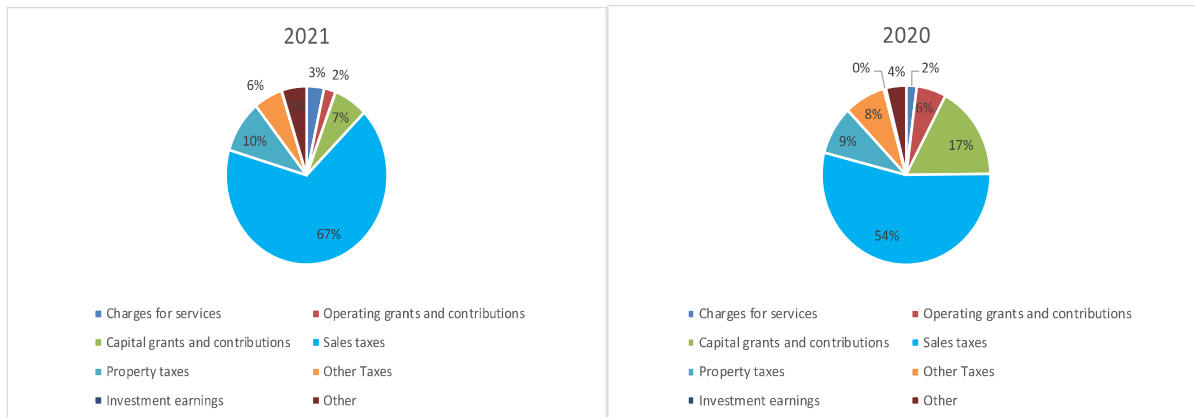 2021
3%
2%
6%
7%
10%
67%
Charges for services
Operating grants and contributions
Capital grants and contributions
Sales taxes
Property taxes
Other Taxes
Investment earnings
Other
2020
0%
4%
2%
6%
8%
17%
9%
54%
Charges for services
Operating grants and contributions
Capital grants and contributions
Sales taxes
Property taxes
Other Taxes
Investment earnings
Other